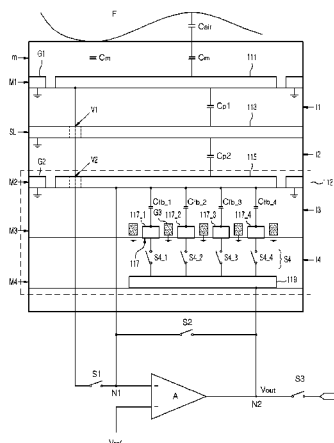 F
Cair
m
Cm
Cm
G1
111
M1
V1
Cp1
I1
113
SL
V2
Cp2
I2
G2
115
M2
112
Cfb_1
Cfb_2
Cfb_3
Cfb_4
I3
117_1
G3
117_2
117_3
117_4
M3
117
S4_1
S4_2
S4_3
S4_4
S4
I4
M4
119
S2
S1
N1
A
Vout
S3
N2